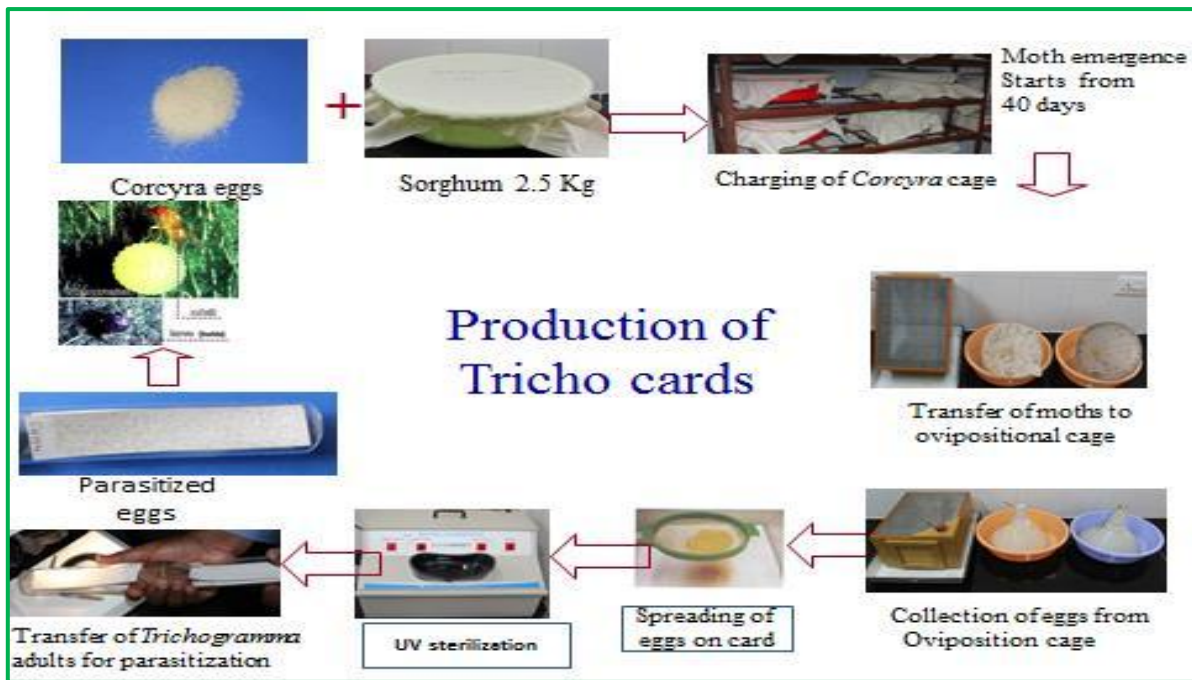 Corcyra eggs
+
Sorghum 2.5 Kg
Charging of Corcyra cage
Moth emergence
Starts from
40 days
Production of
Tricho cards
Transfer of moths to
ovipositional cage
Collection of eggs from
Oviposition cage
Spreading of
eggs on card
UV sterilization
Transfer of Trichogramma
adults for parasitization
Parasitized
eggs